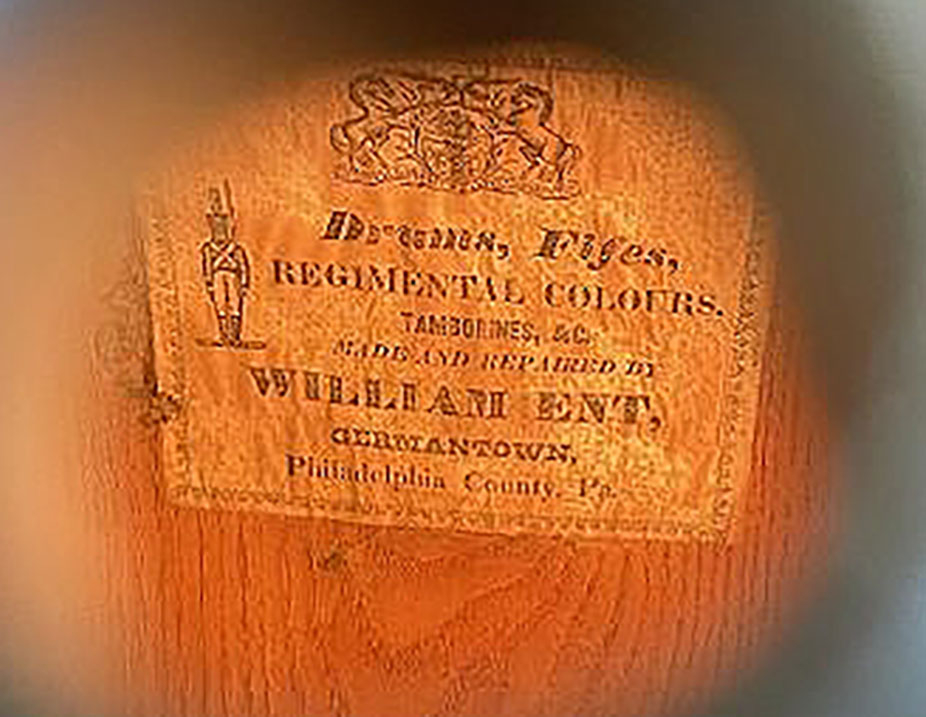 Drums, Fifes,
REGIMENTAL COLOURS.
TAMBORINES, &C.
MADE AND REPAIRED BY
WILLIAM ENT,
GERMANTOWN,
Philadelphia County, Pa.